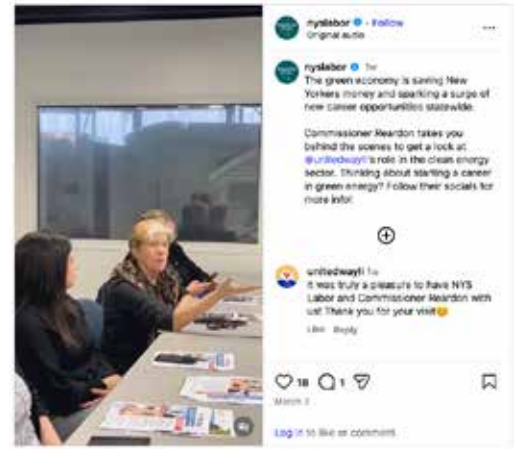 nyslabor • Follow
Original audio
nyslabor 1w
The green economy is saving New
Yorkers money and sparking a surge of
new career opportunities statewide.
Commissioner Reardon takes you
behind the scenes to get a look at
@unitedwayli's role in the clean energy
sector. Thinking about starting a career
in green energy? Follow their socials for
more info!
unitedwayli 1w
It was truly a pleasure to have NYS
Labor and Commissioner Reardon with
us! Thank you for your visit😊
Like Reply
18 1
March 3
Log in to like or comment.